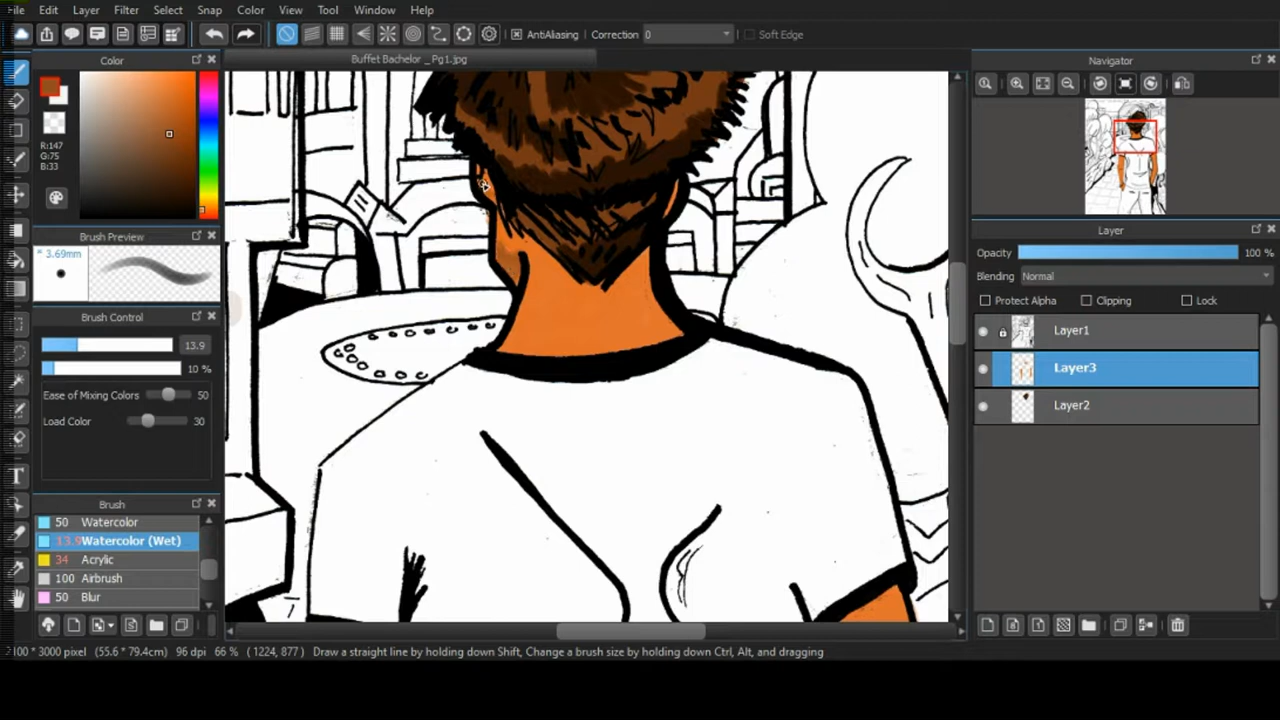 File Edit Layer Filter Select Snap Color View Tool Window Help
AntiAliasing Correction 0 Soft Edge
Color
Buffet Bachelor _ Pg1.jpg
Navigator
R:147
G:75
B:33
Brush Preview
* 3.69mm
Brush Control
13.9
10 %
Ease of Mixing Colors 50
Load Color 30
Brush
50 Watercolor
13.9 Watercolor (Wet)
34 Acrylic
100 Airbrush
50 Blur
Layer
Opacity 100 %
Blending Normal
Protect Alpha Clipping Lock
Layer1
Layer3
Layer2
100 * 3000 pixel (55.6 * 79.4cm) 96 dpi 66 % ( 1224, 877 ) Draw a straight line by holding down Shift, Change a brush size by holding down Ctrl, Alt, and dragging